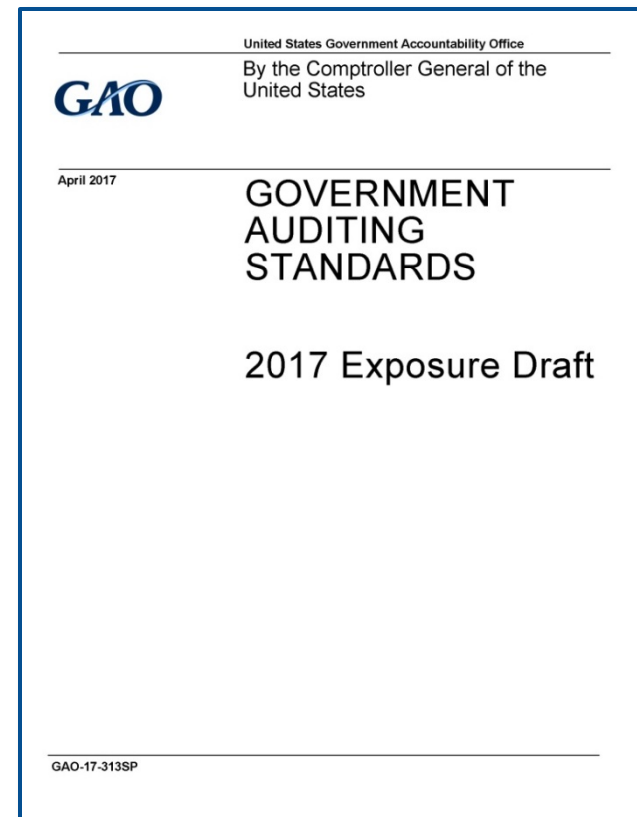 United States Government Accountability Office
GAO
By the Comptroller General of the
United States
April 2017
GOVERNMENT
AUDITING
STANDARDS
2017 Exposure Draft
GAO-17-313SP